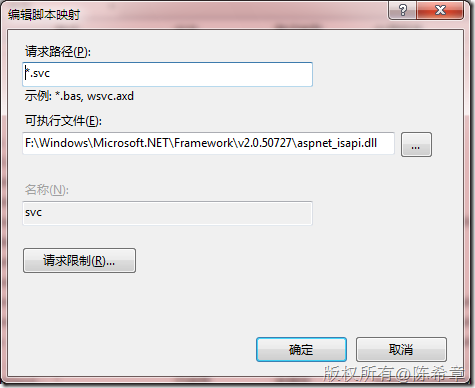 编辑脚本映射
请求路径(P):
*.svc
示例: *.bas, wsvc.axd
可执行文件(E):
F:\Windows\Microsoft.NET\Framework\v2.0.50727\aspnet_isapi.dll
...
名称(N):
svc
请求限制(R)...
确定
取消
版权所有@陈希章